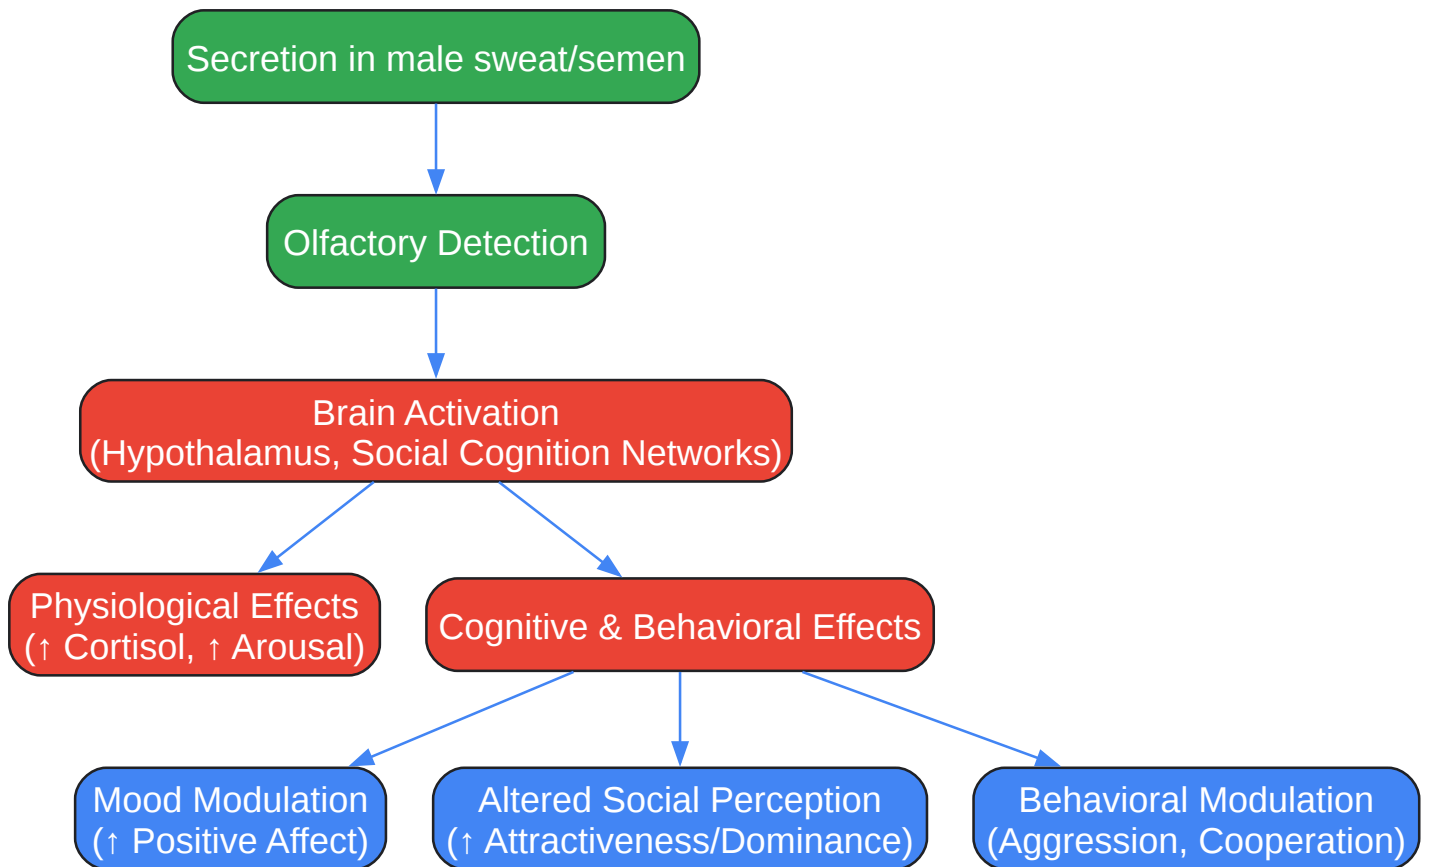 Secretion in male sweat/semen
Olfactory Detection
Brain Activation
(Hypothalamus, Social Cognition Networks)
Physiological Effects
(↑ Cortisol, ↑ Arousal)
Cognitive & Behavioral Effects
Mood Modulation
(↑ Positive Affect)
Altered Social Perception
(↑ Attractiveness/Dominance)
Behavioral Modulation
(Aggression, Cooperation)